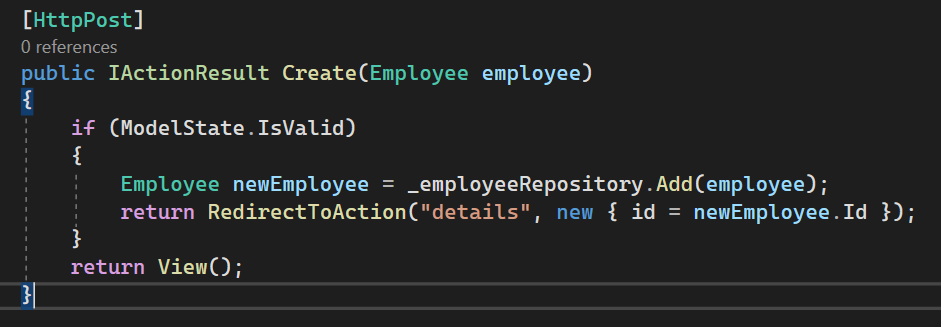 [HttpPost]
0 references
public IActionResult Create(Employee employee)
{
if (ModelState.IsValid)
{
Employee newEmployee = _employeeRepository.Add(employee);
return RedirectToAction("details", new { id = newEmployee.Id });
}
return View();
}